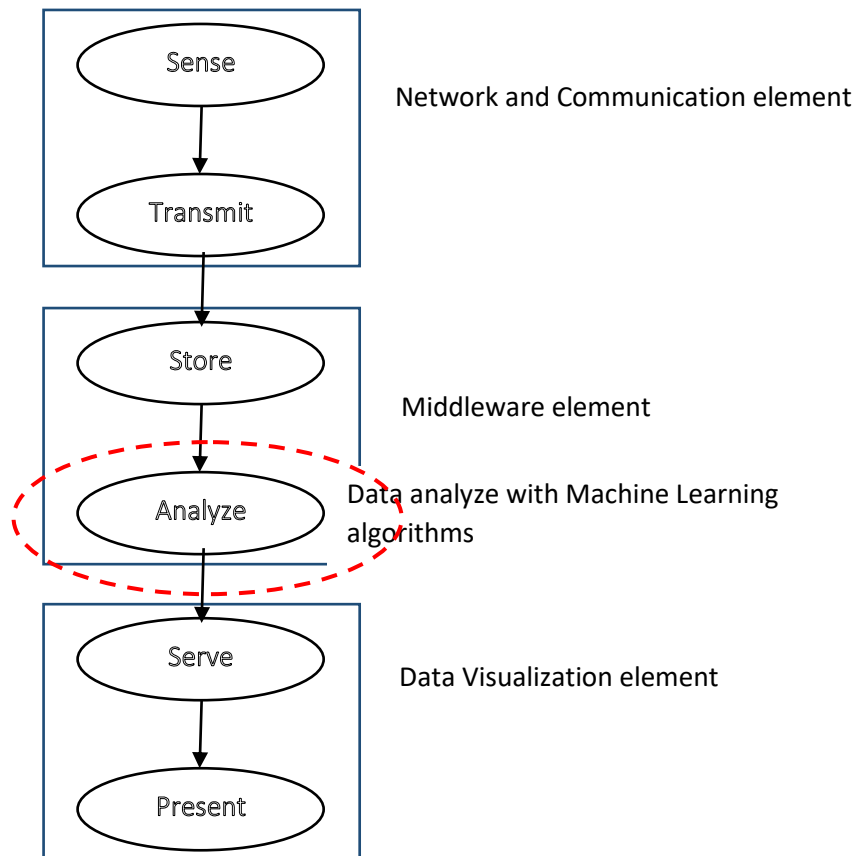 Sense
Network and Communication element
Transmit
Store
Middleware element
Analyze
Data analyze with Machine Learning
algorithms
Serve
Data Visualization element
Present